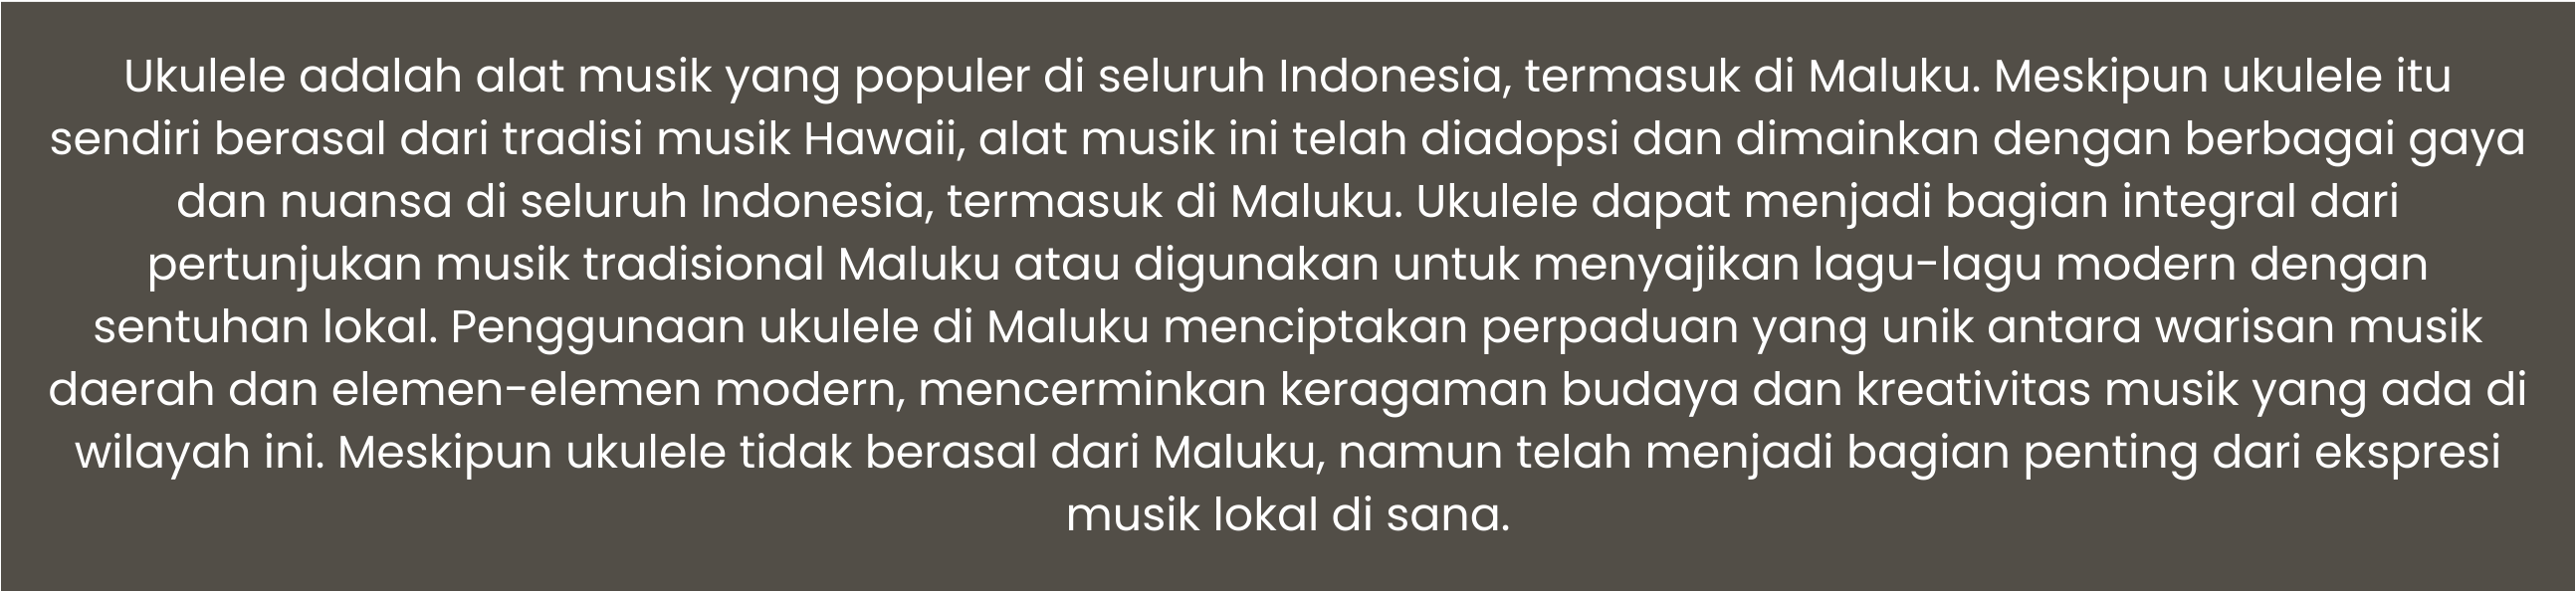 Ukulele adalah alat musik yang populer di seluruh Indonesia, termasuk di Maluku. Meskipun ukulele itu
sendiri berasal dari tradisi musik Hawaii, alat musik ini telah diadopsi dan dimainkan dengan berbagai gaya
dan nuansa di seluruh Indonesia, termasuk di Maluku. Ukulele dapat menjadi bagian integral dari
pertunjukan musik tradisional Maluku atau digunakan untuk menyajikan lagu-lagu modern dengan
sentuhan lokal. Penggunaan ukulele di Maluku menciptakan perpaduan yang unik antara warisan musik
daerah dan elemen-elemen modern, mencerminkan keragaman budaya dan kreativitas musik yang ada di
wilayah ini. Meskipun ukulele tidak berasal dari Maluku, namun telah menjadi bagian penting dari ekspresi
musik lokal di sana.